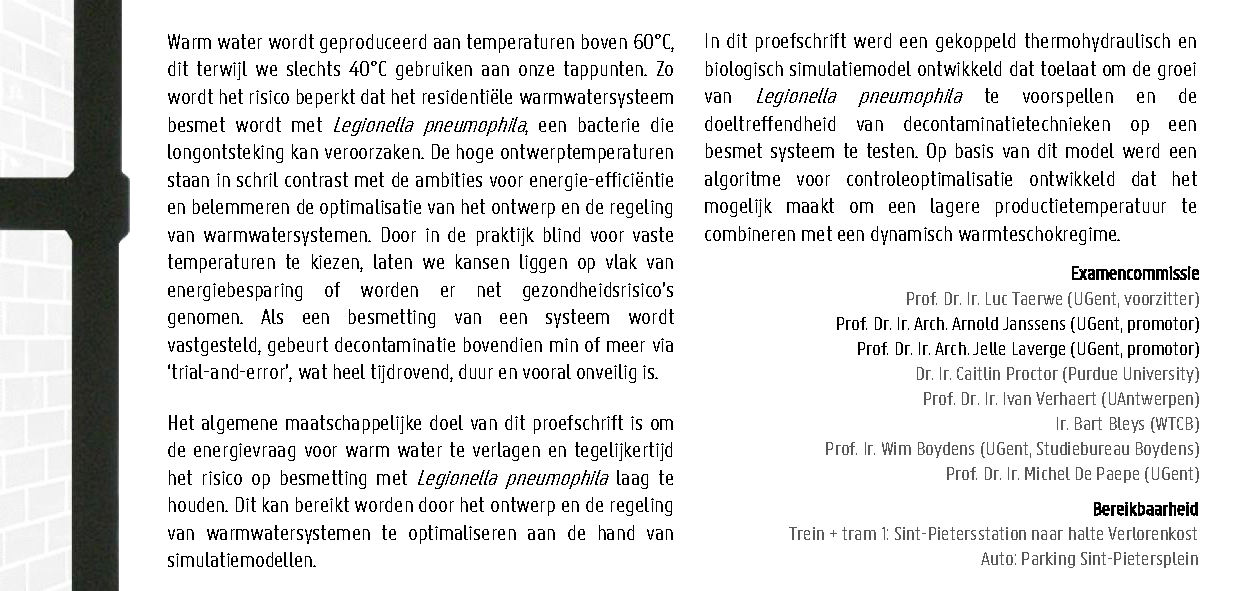 Warm water wordt geproduceerd aan temperaturen boven 60°C,
dit terwijl we slechts 40°C gebruiken aan onze tappunten. Zo
wordt het risico beperkt dat het residentiële warmwatersysteem
besmet wordt met Legionella pneumophila, een bacterie die
longontsteking kan veroorzaken. De hoge ontwerptemperaturen
staan in schril contrast met de ambities voor energie-efficiëntie
en belemmeren de optimalisatie van het ontwerp en de regeling
van warmwatersystemen. Door in de praktijk blind voor vaste
temperaturen te kiezen, laten we kansen liggen op vlak van
energiebesparing of worden er net gezondheidsrisico's
genomen. Als een besmetting van een systeem wordt
vastgesteld, gebeurt decontaminatie bovendien min of meer via
'trial-and-error', wat heel tijdrovend, duur en vooral onveilig is.
Het algemene maatschappelijke doel van dit proefschrift is om
de energievraag voor warm water te verlagen en tegelijkertijd
het risico op besmetting met Legionella pneumophila laag te
houden. Dit kan bereikt worden door het ontwerp en de regeling
van warmwatersystemen te optimaliseren aan de hand van
simulatiemodellen.
In dit proefschrift werd een gekoppeld thermohydraulisch en
biologisch simulatiemodel ontwikkeld dat toelaat om de groei
van Legionella pneumophila te voorspellen en de
doeltreffendheid van decontaminatietechnieken op een
besmet systeem te testen. Op basis van dit model werd een
algoritme voor controleoptimalisatie ontwikkeld dat het
mogelijk maakt om een lagere productietemperatuur te
combineren met een dynamisch warmteschokregime.
Examencommissie
Prof. Dr. Ir. Luc Taerwe (UGent, voorzitter)
Prof. Dr. Ir. Arch. Arnold Janssens (UGent, promotor)
Prof. Dr. Ir. Arch. Jelle Laverge (UGent, promotor)
Dr. Ir. Caitlin Proctor (Purdue University)
Prof. Dr. Ir. Ivan Verhaert (UAntwerpen)
Ir. Bart Bleys (WTCB)
Prof. Ir. Wim Boydens (UGent, Studiebureau Boydens)
Prof. Dr. Ir. Michel De Paepe (UGent)
Bereikbaarheid
Trein + tram 1: Sint-Pietersstation naar halte Verlorenkost
Auto: Parking Sint-Pietersplein